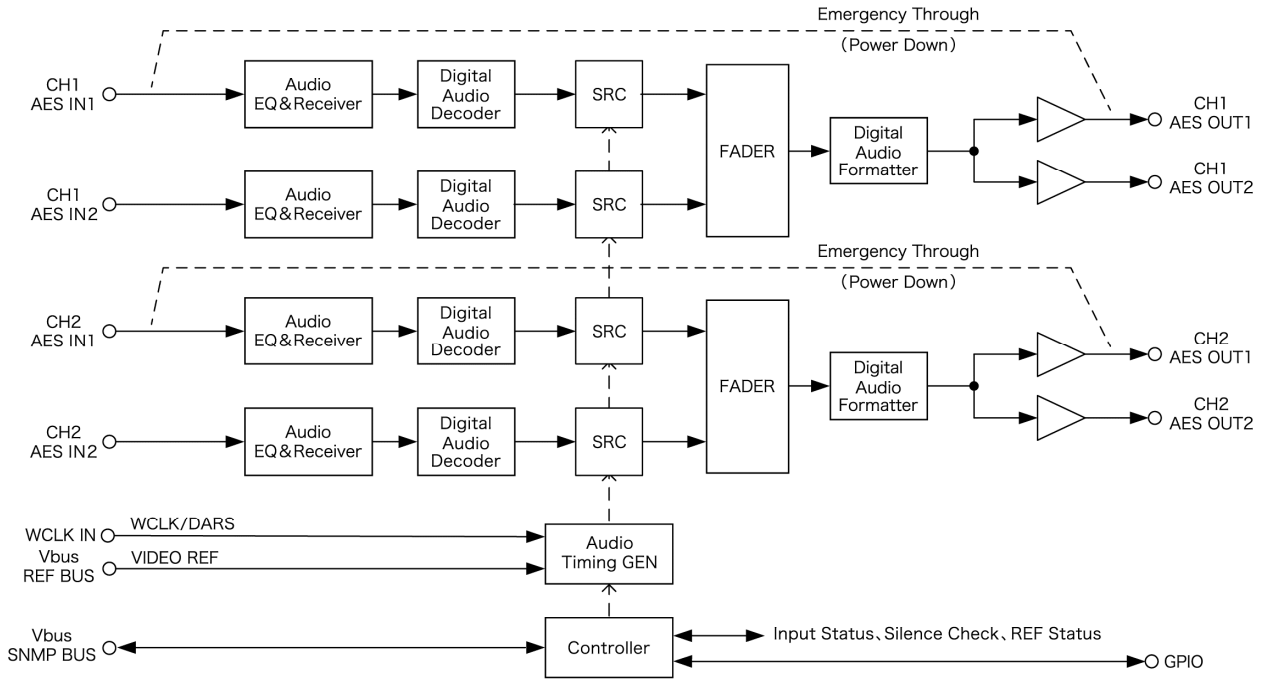 Emergency Through
（Power Down）
CH1
AES IN1
Audio
EQ&Receiver
Digital
Audio
Decoder
SRC
FADER
Digital
Audio
Formatter
CH1
AES OUT1
CH1
AES OUT2
CH1
AES IN2
Audio
EQ&Receiver
Digital
Audio
Decoder
SRC
Emergency Through
（Power Down）
CH2
AES IN1
Audio
EQ&Receiver
Digital
Audio
Decoder
SRC
FADER
Digital
Audio
Formatter
CH2
AES OUT1
CH2
AES OUT2
CH2
AES IN2
Audio
EQ&Receiver
Digital
Audio
Decoder
SRC
WCLK IN
WCLK/DARS
Vbus
REF BUS
VIDEO REF
Audio
Timing GEN
Vbus
SNMP BUS
Controller
Input Status、Silence Check、REF Status
GPIO